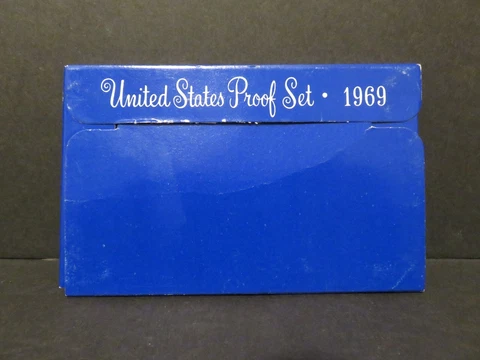 United States Proof Set • 1969